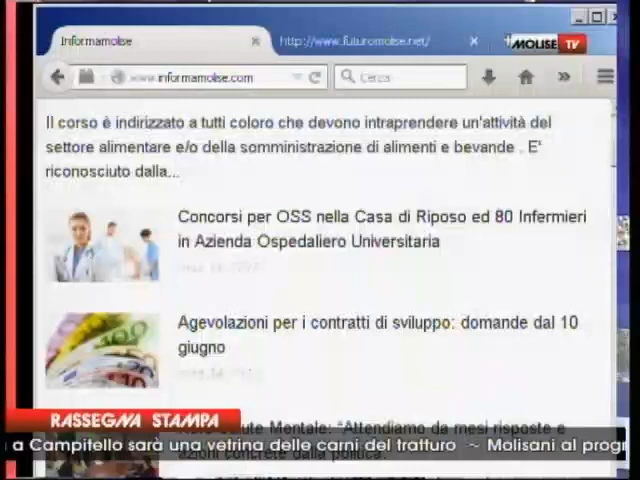 Informamolise
http://www.futuromolise.net/
MOLISE TV
www.informamolise.com
Cerca
Il corso è indirizzato a tutti coloro che devono intraprendere un'attività del
settore alimentare e/o della somministrazione di alimenti e bevande . E'
riconosciuto dalla...
Concorsi per OSS nella Casa di Riposo ed 80 Infermieri
in Azienda Ospedaliero Universitaria
Agevolazioni per i contratti di sviluppo: domande dal 10
giugno
Salute Mentale: "Attendiamo da mesi risposte e
azioni concrete dalla politica.
RASSEGNA STAMPA
a Campitello sarà una vetrina delle carni del tratturo ~ Molisani al progr